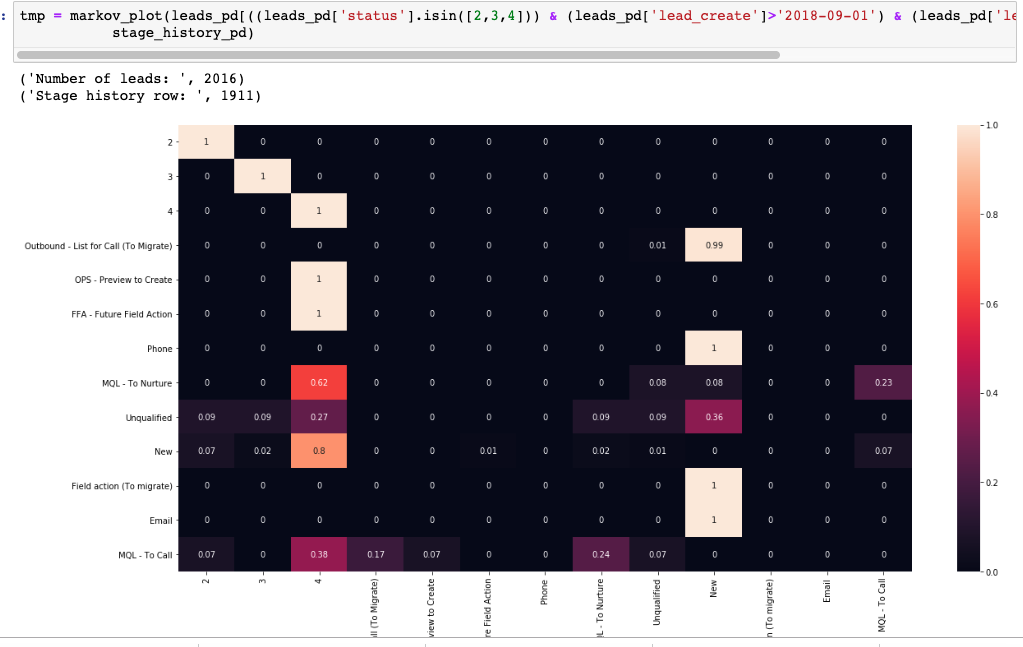 : tmp = markov_plot(leads_pd[((leads_pd['status'].isin([2,3,4])) & (leads_pd['lead_create']>'2018-09-01') & (leads_pd['le
stage_history_pd)
('Number of leads: ', 2016)
('Stage history row: ', 1911)
2 1 0 0 0 0 0 0 0 0 0 0 0 0
3 0 1 0 0 0 0 0 0 0 0 0 0 0
4 0 0 1 0 0 0 0 0 0 0 0 0 0
Outbound - List for Call (To Migrate) 0 0 0 0 0 0 0 0 0.01 0.99 0 0 0
OPS - Preview to Create 0 0 1 0 0 0 0 0 0 0 0 0 0
FFA - Future Field Action 0 0 1 0 0 0 0 0 0 0 0 0 0
Phone 0 0 0 0 0 0 0 0 0 1 0 0 0
MQL - To Nurture 0 0 0.62 0 0 0 0 0 0.08 0.08 0 0 0.23
Unqualified 0.09 0.09 0.27 0 0 0 0 0.09 0.09 0.36 0 0 0
New 0.07 0.02 0.8 0 0 0.01 0 0.02 0.01 0 0 0 0.07
Field action (To migrate) 0 0 0 0 0 0 0 0 0 1 0 0 0
Email 0 0 0 0 0 0 0 0 0 1 0 0 0
MQL - To Call 0.07 0 0.38 0.17 0.07 0 0 0.24 0.07 0 0 0 0
2
3
4
ll (To Migrate)
view to Create
re Field Action
Phone
QL - To Nurture
Unqualified
New
n (To migrate)
Email
MQL - To Call
1.0
0.8
0.6
0.4
0.2
0.0